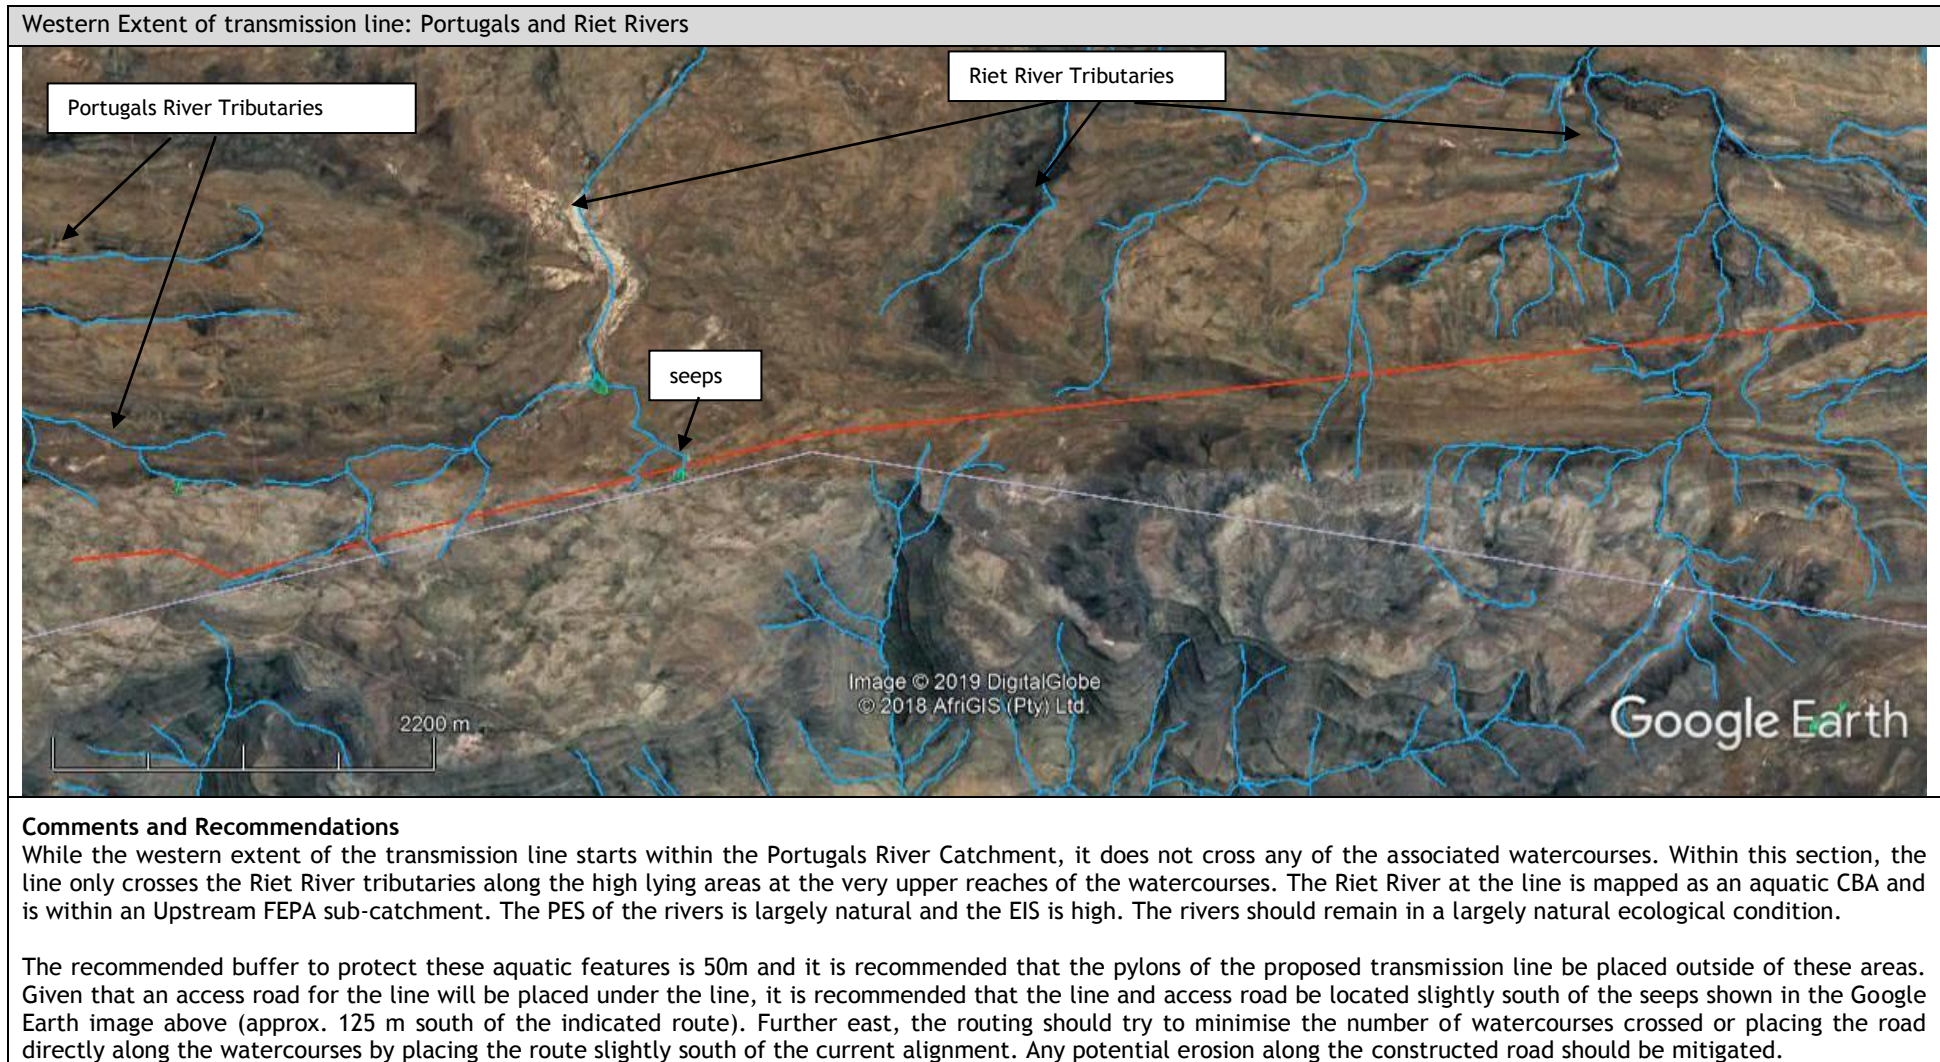 Western Extent of transmission line: Portugals and Riet Rivers
Riet River Tributaries
Portugals River Tributaries
seeps
Image © 2019 DigitalGlobe
© 2018 AfriGIS (Pty) Ltd.
2200 m
Google Earth
Comments and Recommendations
While the western extent of the transmission line starts within the Portugals River Catchment, it does not cross any of the associated watercourses. Within this section, the
line only crosses the Riet River tributaries along the high lying areas at the very upper reaches of the watercourses. The Riet River at the line is mapped as an aquatic CBA and
is within an Upstream FEPA sub-catchment. The PES of the rivers is largely natural and the EIS is high. The rivers should remain in a largely natural ecological condition.
The recommended buffer to protect these aquatic features is 50m and it is recommended that the pylons of the proposed transmission line be placed outside of these areas.
Given that an access road for the line will be placed under the line, it is recommended that the line and access road be located slightly south of the seeps shown in the Google
Earth image above (approx. 125 m south of the indicated route). Further east, the routing should try to minimise the number of watercourses crossed or placing the road
directly along the watercourses by placing the route slightly south of the current alignment. Any potential erosion along the constructed road should be mitigated.